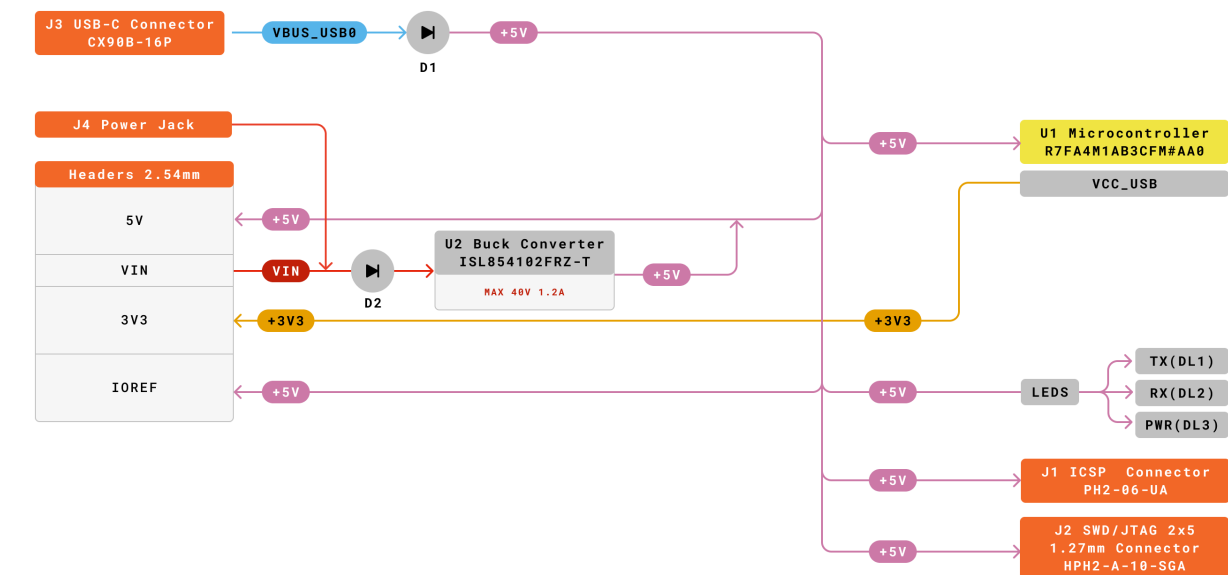 J3 USB-C Connector
CX90B-16P
VBUS_USB0
+5V
D1
J4 Power Jack
Headers 2.54mm
5V
+5V
VIN
VIN
D2
U2 Buck Converter
ISL854102FRZ-T
MAX 40V 1.2A
+5V
3V3
+3V3
+3V3
IOREF
+5V
+5V
U1 Microcontroller
R7FA4M1AB3CFM#AA0
VCC_USB
+5V
LEDS
TX(DL1)
RX(DL2)
PWR(DL3)
+5V
J1 ICSP  Connector
PH2-06-UA
+5V
J2 SWD/JTAG 2x5
1.27mm Connector
HPH2-A-10-SGA